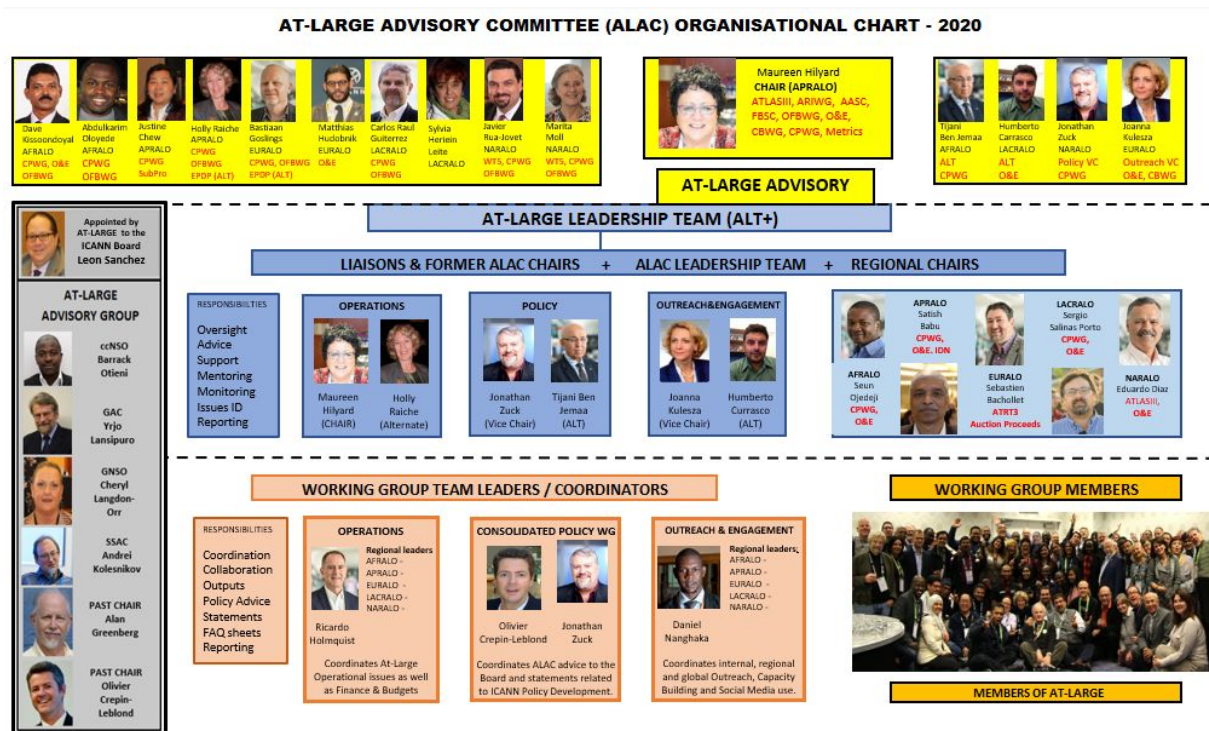 AT-LARGE ADVISORY COMMITTEE (ALAC) ORGANISATIONAL CHART - 2020
Dave
Kissoondoyal
AFRALO
CPWG, O&E
OFBWG
Abdulkarim
Oloyede
AFRALO
CPWG
OFBWG
Justine
Chew
APRALO
CPWG
SubPro
Holly Raiche
APRALO
CPWG
OFBWG
EPDP (ALT)
Bastiaan
Goslings
EURALO
CPWG, OFBWG
EPDP (ALT)
Matthias
Hudobnik
EURALO
O&E
Carlos Raul
Guiterrez
LACRALO
CPWG
OFBWG
Sylvia
Herlein
Leite
LACRALO
Javier
Rua-Jovet
NARALO
WT5, CPWG
OFBWG
Marita
Moll
NARALO
WT5, CPWG
OFBWG
Maureen Hilyard
CHAIR (APRALO)
ATLASIII, ARIWG, AASC,
FBSC, OFBWG, O&E,
CBWG, CPWG, Metrics
Tijani
Ben Jemaa
AFRALO
ALT
CPWG
Humberto
Carrasco
LACRALO
ALT
O&E
Jonathan
Zuck
NARALO
Policy VC
CPWG
Joanna
Kulesza
EURALO
Outreach VC
O&E, CBWG
AT-LARGE ADVISORY
Appointed by
AT-LARGE to the
ICANN Board
Leon Sanchez
AT-LARGE
ADVISORY GROUP
ccNSO
Barrack
Otieni
GAC
Yrjo
Lansipuro
GNSO
Cheryl
Langdon-
Orr
SSAC
Andrei
Kolesnikov
PAST CHAIR
Alan
Greenberg
PAST CHAIR
Olivier
Crepin-
Leblond
AT-LARGE LEADERSHIP TEAM (ALT+)
LIAISONS & FORMER ALAC CHAIRS + ALAC LEADERSHIP TEAM + REGIONAL CHAIRS
RESPONSIBIILTIES
Oversight
Advice
Support
Mentoring
Monitoring
Issues ID
Reporting
OPERATIONS
Maureen
Hilyard
(CHAIR)
Holly
Raiche
(Alternate)
POLICY
Jonathan
Zuck
(Vice Chair)
Tijani Ben
Jemaa
(ALT)
OUTREACH&ENGAGEMENT
Joanna
Kulesza
(Vice Chair)
Humberto
Currasco
(ALT)
APRALO
Satish
Babu
CPWG,
O&E. IDN
LACRALO
Sergio
Salinas Porto
CPWG,
O&E
AFRALO
Seun
Ojedeji
CPWG,
O&E
EURALO
Sebastien
Bachollet
ATRT3
Auction Proceeds
NARALO
Eduardo Diaz
ATLASIII,
O&E
WORKING GROUP TEAM LEADERS / COORDINATORS
RESPONSIBILITIES
Coordination
Collaboration
Outputs
Policy Advice
Statements
FAQ sheets
Reporting
OPERATIONS
Regional leaders
AFRALO -
APRALO -
EURALO -
LACRALO -
NARALO -
Ricardo
Holmquist
Coordinates At-Large
Operational issues as well
as Finance & Budgets
CONSOLIDATED POLICY WG
Olivier
Crepin-Leblond
Jonathan
Zuck
Coordinates ALAC advice to the
Board and statements related
to ICANN Policy Development.
OUTREACH & ENGAGEMENT
Regional leaders
AFRALO -
APRALO -
EURALO -
LACRALO -
NARALO -
Daniel
Nanghaka
Coordinates internal, regional
and global Outreach, Capacity
Building and Social Media use.
WORKING GROUP MEMBERS
MEMBERS OF AT-LARGE